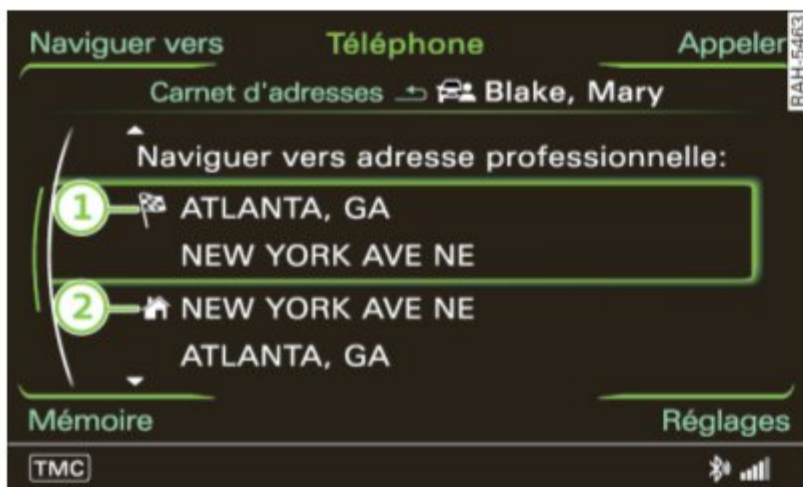 Naviguer vers Téléphone Appeler
RAH-5463
Carnet d'adresses Blake, Mary
Naviguer vers adresse professionnelle:
1 ATLANTA, GA
NEW YORK AVE NE
2 NEW YORK AVE NE
ATLANTA, GA
Mémoire Réglages
TMC